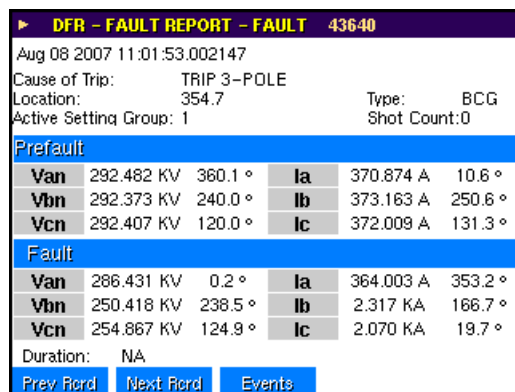 ► DFR – FAULT REPORT – FAULT 43640
Aug 08 2007 11:01:53.002147
Cause of Trip: TRIP 3-POLE
Location: 354.7 Type: BCG
Active Setting Group: 1 Shot Count:0
Prefault
Van 292.482 KV 360.1 ° Ia 370.874 A 10.6 °
Vbn 292.373 KV 240.0 ° Ib 373.163 A 250.6 °
Vcn 292.407 KV 120.0 ° Ic 372.009 A 131.3 °
Fault
Van 286.431 KV 0.2 ° Ia 364.003 A 353.2 °
Vbn 250.418 KV 238.5 ° Ib 2.317 KA 166.7 °
Vcn 254.867 KV 124.9 ° Ic 2.070 KA 19.7 °
Duration: NA
Prev Rcrd Next Rcrd Events